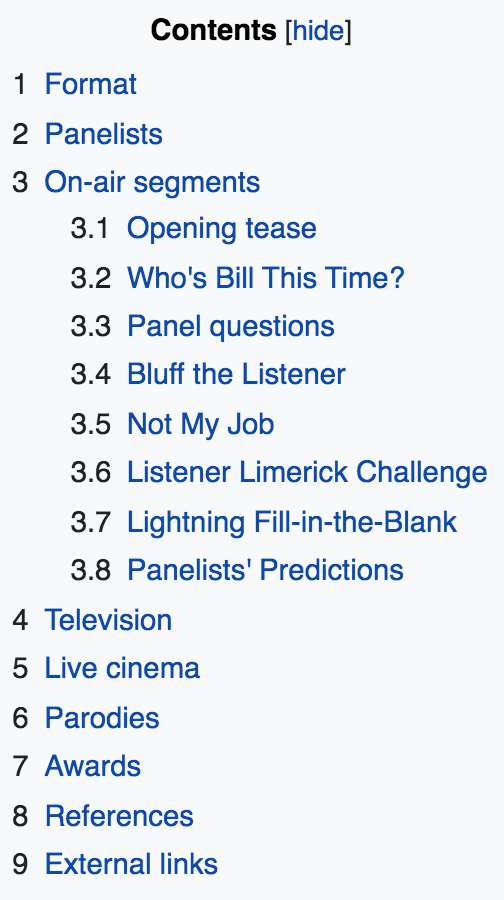 Contents [hide]
1 Format
2 Panelists
3 On-air segments
3.1 Opening tease
3.2 Who's Bill This Time?
3.3 Panel questions
3.4 Bluff the Listener
3.5 Not My Job
3.6 Listener Limerick Challenge
3.7 Lightning Fill-in-the-Blank
3.8 Panelists' Predictions
4 Television
5 Live cinema
6 Parodies
7 Awards
8 References
9 External links